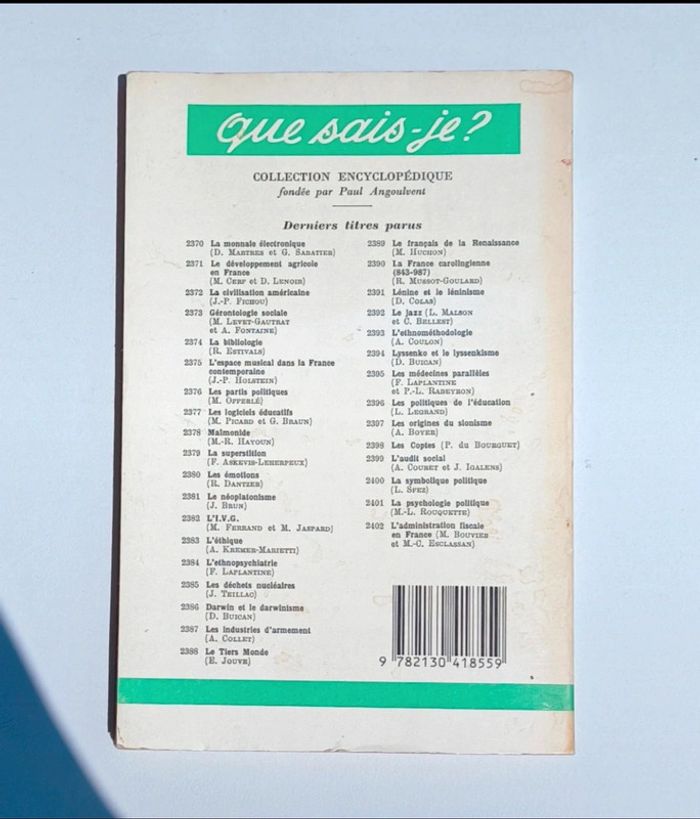 que sais-je?
COLLECTION ENCYCLOPÉDIQUE
fondée par Paul Angoulvent
Derniers titres parus
2370 La monnaie électronique
(D. MARTRES et G. SABATIER)
2371 Le développement agricole
en France
(M. CERF et D. LENOIR)
2372 La civilisation américaine
(J.-P. FICHOU)
2373 Gérontologie sociale
(M. LEVET-GAUTRAT
et A. FONTAINE)
2374 La bibliologie
(R. ESTIVALS)
2375 L'espace musical dans la France
contemporaine
(J.-P. HOLSTEIN)
2376 Les partis politiques
(M. OFFERLÉ)
2377 Les logiciels éducatifs
(M. PICARD et G. BRAUN)
2378 Maïmonide
(M.-R. HAYOUN)
2379 La superstition
(F. ASKEVIS-LEHERPEUX)
2380 Les émotions
(R. DANTZER)
2381 Le néoplatonisme
(J. BRUN)
2382 L'I.V.G.
(M. FERRAND et M. JASPARD)
2383 L'éthique
(A. KREMER-MARIETTI)
2384 L'ethnopsychiatrie
(F. LAPLANTINE)
2385 Les déchets nucléaires
(J. TEILLAC)
2386 Darwin et le darwinisme
(D. BUICAN)
2387 Les industries d'armement
(A. COLLET)
2388 Le Tiers Monde
(E. JOUVE)
2389 Le français de la Renaissance
(M. HUCHON)
2390 La France carolingienne
(843-987)
(R. MUSSOT-GOULARD)
2391 Lénine et le léninisme
(D. COLAS)
2392 Le jazz (L. MALSON
et C. BELLEST)
2393 L'ethnométhodologie
(A. COULON)
2394 Lyssenko et le lyssenkisme
(D. BUICAN)
2395 Les médecines parallèles
(F. LAPLANTINE
et P.-L. RABEYRON)
2396 Les politiques de l'éducation
(L. LEGRAND)
2397 Les origines du sionisme
(A. BOYER)
2398 Les Coptes (P. du BOURGUET)
2399 L'audit social
(A. COURET et J. IGALENS)
2400 La symbolique politique
(L. SFEZ)
2401 La psychologie politique
(M.-L. ROUQUETTE)
2402 L'administration fiscale
en France (M. BOUVIER
et M.-C. ESCLASSAN)
9 782130 418559